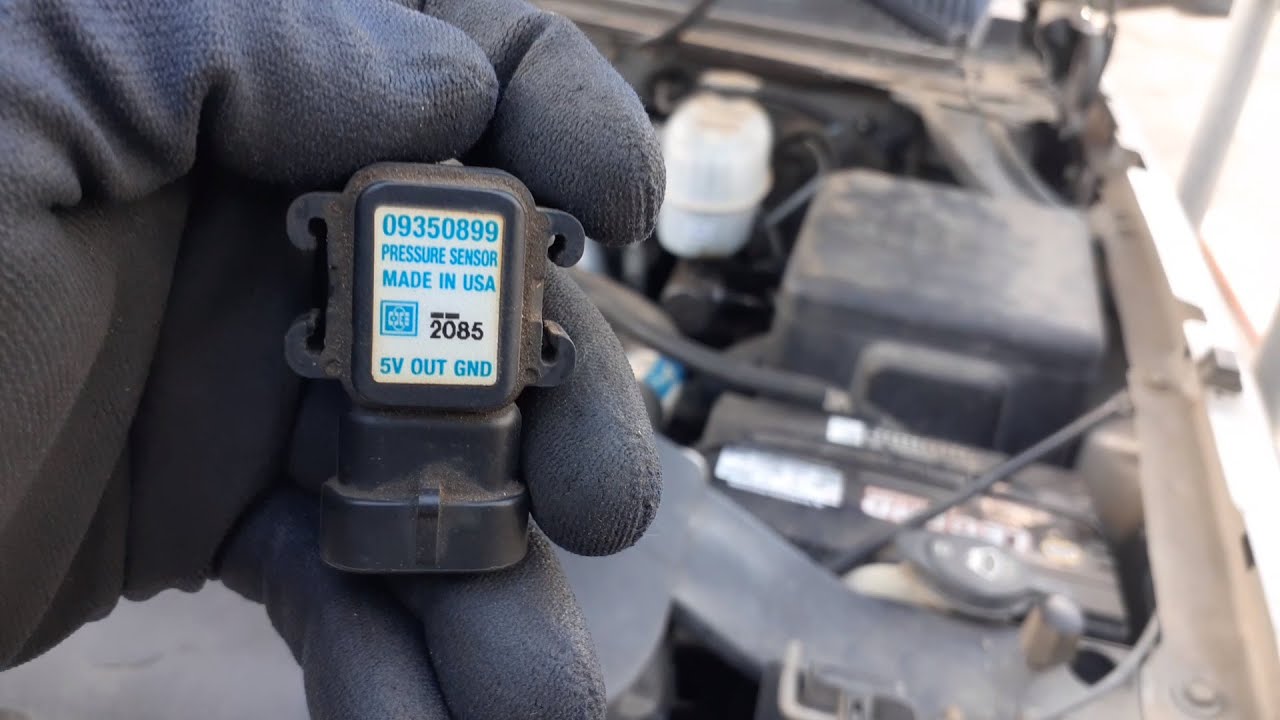 09350899
PRESSURE SENSOR
MADE IN USA
2085
5V OUT GND